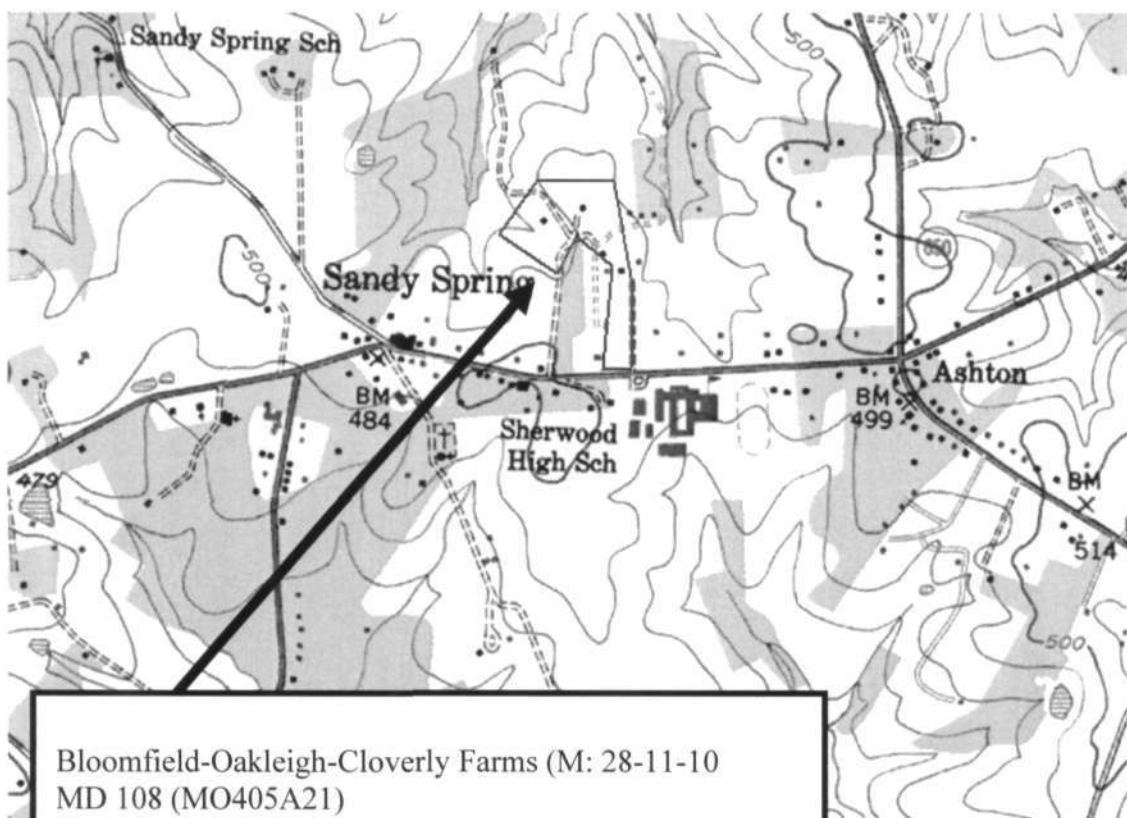 Sandy Spring Sch
500
500
Sandy Spring
BM
484
Sherwood
High Sch
BM
499
Ashton
BM
514
479
500
Bloomfield-Oakleigh-Cloverly Farms (M: 28-11-10
MD 108 (MO405A21)